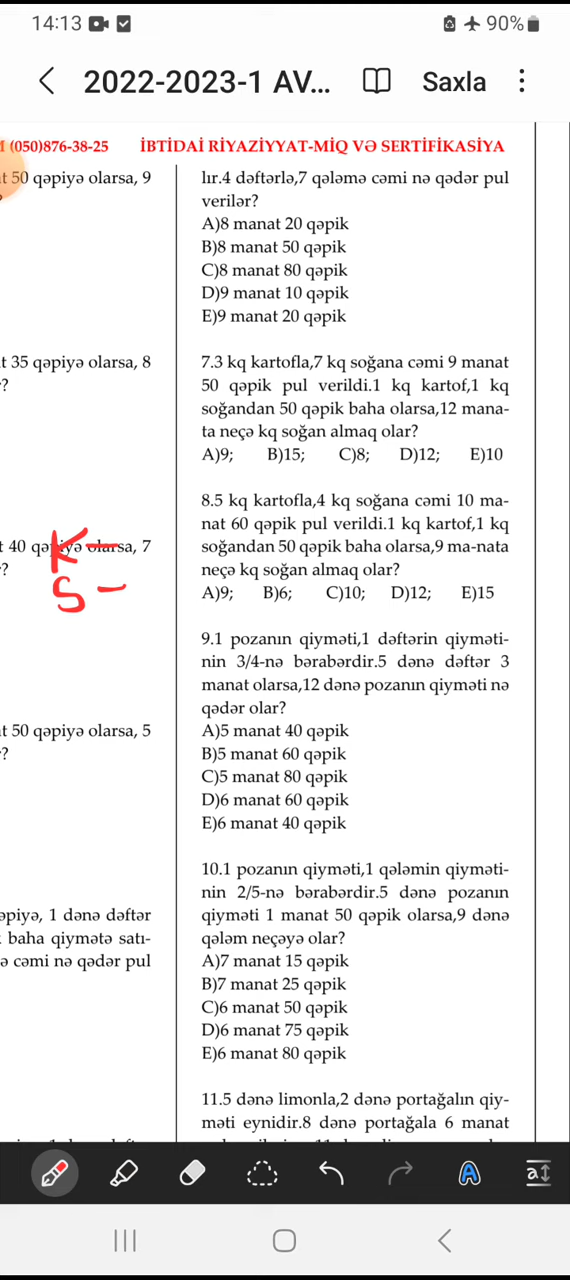 14:13
90%
2022-2023-1 AV...
Saxla
(050)876-38-25 İBTİDAİ RİYAZİYYAT-MİQ VƏ SERTİFİKASİYA
t 50 qəpiyə olarsa, 9
t 35 qəpiyə olarsa, 8
?
t 40 qəpiyə olarsa, 7
?
K—
S –
t 50 qəpiyə olarsa, 5
?
əpiyə, 1 dənə dəftər
baha qiymətə satı-
ə cəmi nə qədər pul
lır.4 dəftərlə,7 qələmə cəmi nə qədər pul
verilər?
A)8 manat 20 qəpik
B)8 manat 50 qəpik
C)8 manat 80 qəpik
D)9 manat 10 qəpik
E)9 manat 20 qəpik
7.3 kq kartofla,7 kq soğana cəmi 9 manat
50 qəpik pul verildi.1 kq kartof,1 kq
soğandan 50 qəpik baha olarsa,12 mana-
ta neçə kq soğan almaq olar?
A)9; B)15; C)8; D)12; E)10
8.5 kq kartofla,4 kq soğana cəmi 10 ma-
nat 60 qəpik pul verildi.1 kq kartof,1 kq
soğandan 50 qəpik baha olarsa,9 ma-nata
neçə kq soğan almaq olar?
A)9; B)6; C)10; D)12; E)15
9.1 pozanın qiyməti,1 dəftərin qiyməti-
nin 3/4-nə bərabərdir.5 dənə dəftər 3
manat olarsa,12 dənə pozanın qiyməti nə
qədər olar?
A)5 manat 40 qəpik
B)5 manat 60 qəpik
C)5 manat 80 qəpik
D)6 manat 60 qəpik
E)6 manat 40 qəpik
10.1 pozanın qiyməti,1 qələmin qiyməti-
nin 2/5-nə bərabərdir.5 dənə pozanın
qiyməti 1 manat 50 qəpik olarsa,9 dənə
qələm neçəyə olar?
A)7 manat 15 qəpik
B)7 manat 25 qəpik
C)6 manat 50 qəpik
D)6 manat 75 qəpik
E)6 manat 80 qəpik
11.5 dənə limonla,2 dənə portağalın qiy-
məti eynidir.8 dənə portağala 6 manat